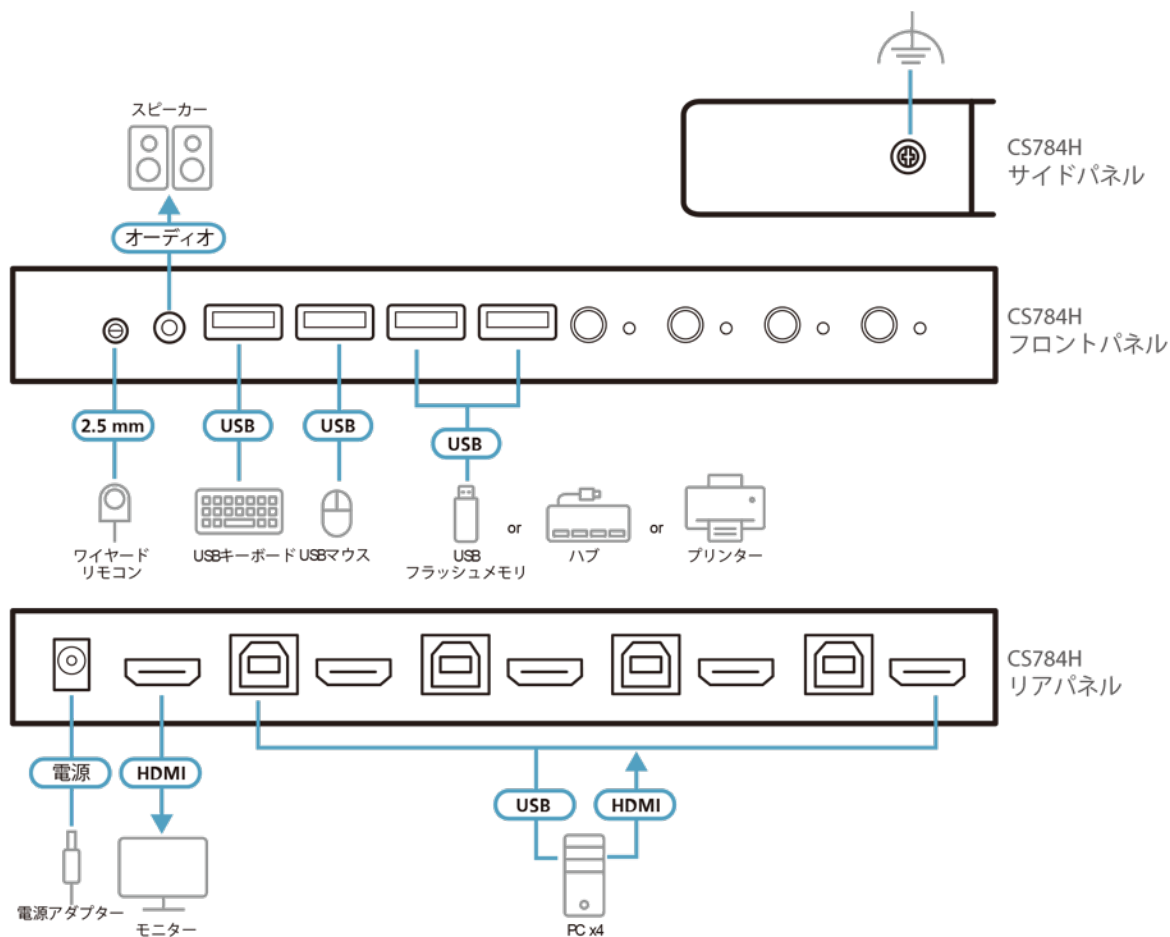 スピーカー
オーディオ
CS784H
サイドパネル
CS784H
フロントパネル
2.5 mm
USB
USB
USB
ワイヤード
リモコン
USBキーボード
USBマウス
USB
フラッシュメモリ
or
ハブ
or
プリンター
CS784H
リアパネル
電源
HDMI
USB
HDMI
電源アダプター
モニター
PC x4